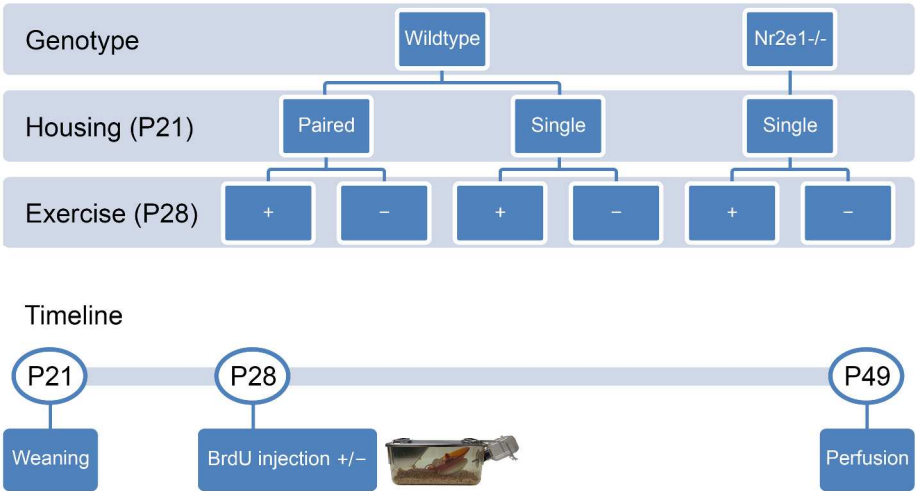 Genotype
Wildtype
Nr2e1-/-
Housing (P21)
Paired
Single
Single
Exercise (P28)
+
−
+
−
+
−
Timeline
P21
P28
P49
Weaning
BrdU injection +/−
Perfusion